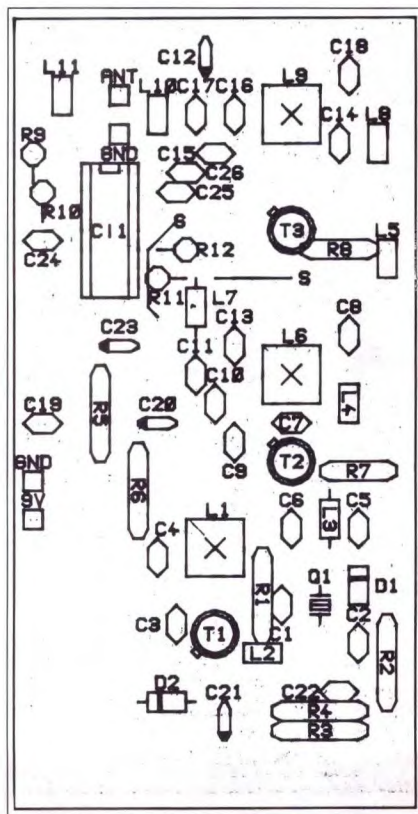 C12
C18
L11
ANT
L10
C17
C16
L9
C14
L8
R9
GND
C15
C26
C25
R10
CI1
S
R12
T3
R8
L5
C24
R11
L7
S
C13
C8
C23
C11
L6
C10
L4
C19
R5
C20
C7
C9
T2
R7
GND
R6
9V
C4
L1
C6
L3
C5
R1
Q1
D1
C3
T1
C1
C2
L2
R2
D2
C21
C22
R4
R3